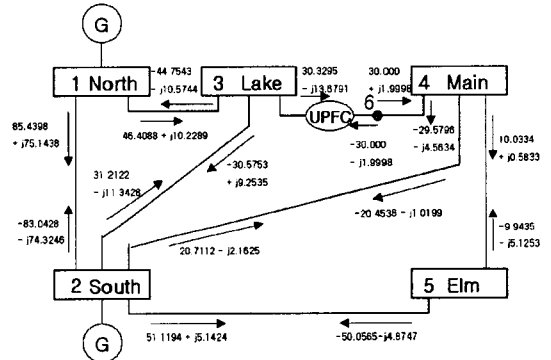 G
1 North
-44.7543
- j10.5744
3 Lake
30.3295
- j13.8791
30.000
+ j1.9998
4 Main
6
UPFC
-30.000
- j1.9998
-29.5796
- j4.5634
10.0334
+ j0.5833
85.4398
+ j75.1438
46.4088 + j10.2289
31.2122
- j11.3428
-30.5753
+ j9.2535
-20.4538 - j1.0199
-83.0428
- j74.3246
20.7112 - j2.1625
-9.9435
- j5.1253
2 South
5 Elm
51.1194 + j5.1424
-50.0565-j4.8747
G